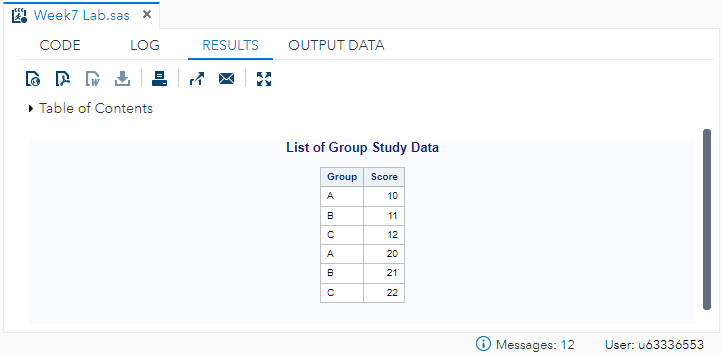 Week7 Lab.sas ×
CODE LOG RESULTS OUTPUT DATA
Table of Contents
List of Group Study Data
Group Score
A 10
B 11
C 12
A 20
B 21
C 22
Messages: 12 User: u63336553